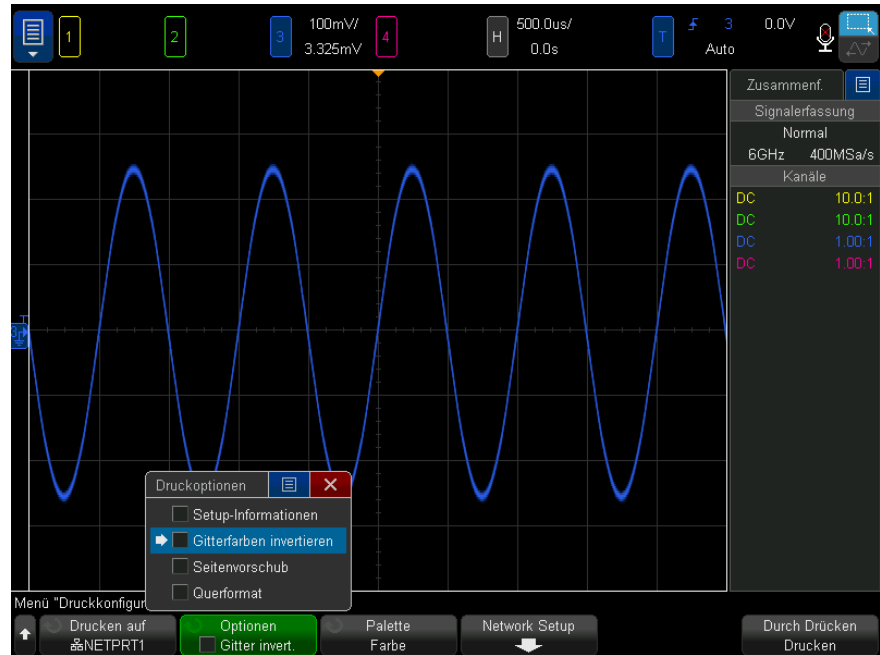 1
2
3
100mV/
3.325mV
4
H
500.0us/
0.0s
T
3
0.0V
Auto
Zusammenf.
Signalerfassung
Normal
6GHz 400MSa/s
Kanäle
DC 10.0:1
DC 10.0:1
DC 1.00:1
DC 1.00:1
T
3
Druckoptionen
Setup-Informationen
Gitterfarben invertieren
Seitenvorschub
Querformat
Menü "Druckkonfigur
Drucken auf
NETPRT1
Optionen
Gitter invert.
Palette
Farbe
Network Setup
Durch Drücken
Drucken